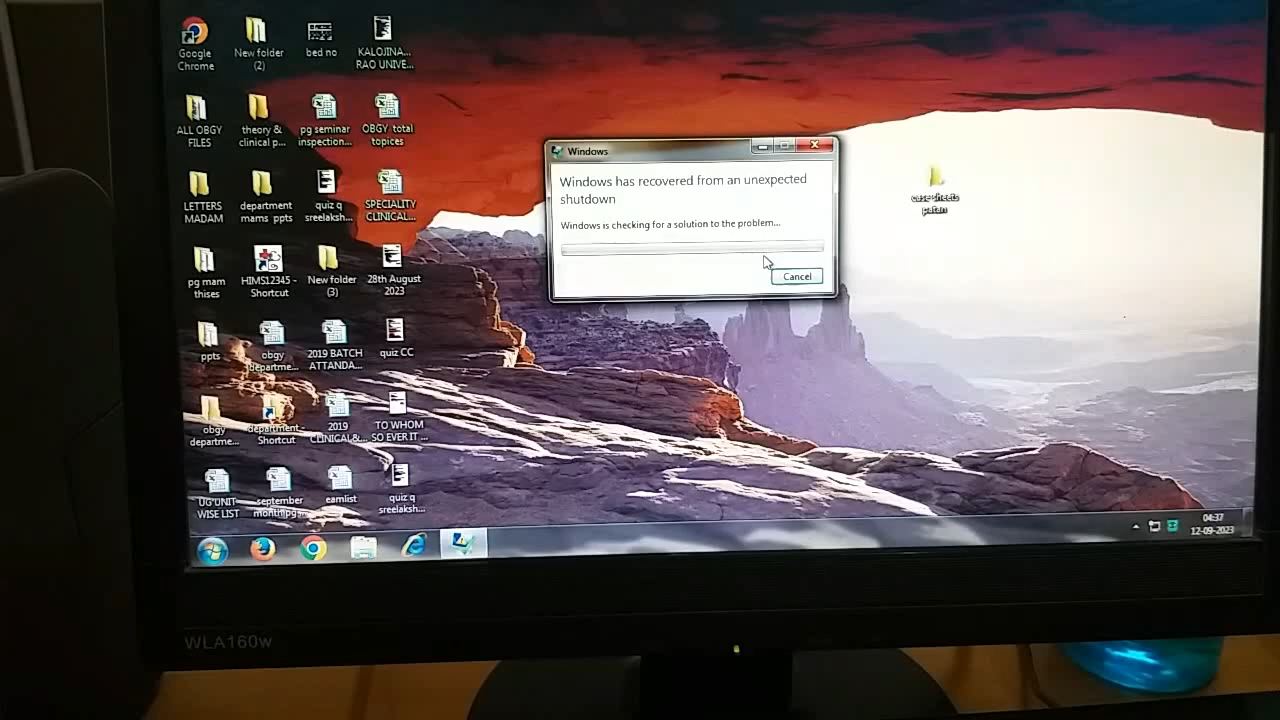 Google
Chrome
New folder
(2)
bed no
KALOJINA...
RAO UNIVE...
ALL OBGY
FILES
theory &
clinical p...
pg seminar
inspection...
OBGY total
topices
LETTERS
MADAM
department
mams ppts
quiz q
sreelaksh...
SPECIALITY
CLINICAL...
pg mam
thises
HIMS12345 -
Shortcut
New folder
(3)
28th August
2023
ppts
obgy
departme...
2019 BATCH
ATTANDA...
quiz CC
obgy
departme...
department -
Shortcut
2019
CLINICAL&...
TO WHOM
SO EVER IT ...
UG UNIT
WISE LIST
september
monthpg...
eamlist
quiz q
sreelaksh...
Windows
Windows has recovered from an unexpected
shutdown
Windows is checking for a solution to the problem...
Cancel
case sheets
patan
04:37
12-09-2023
WLA160w